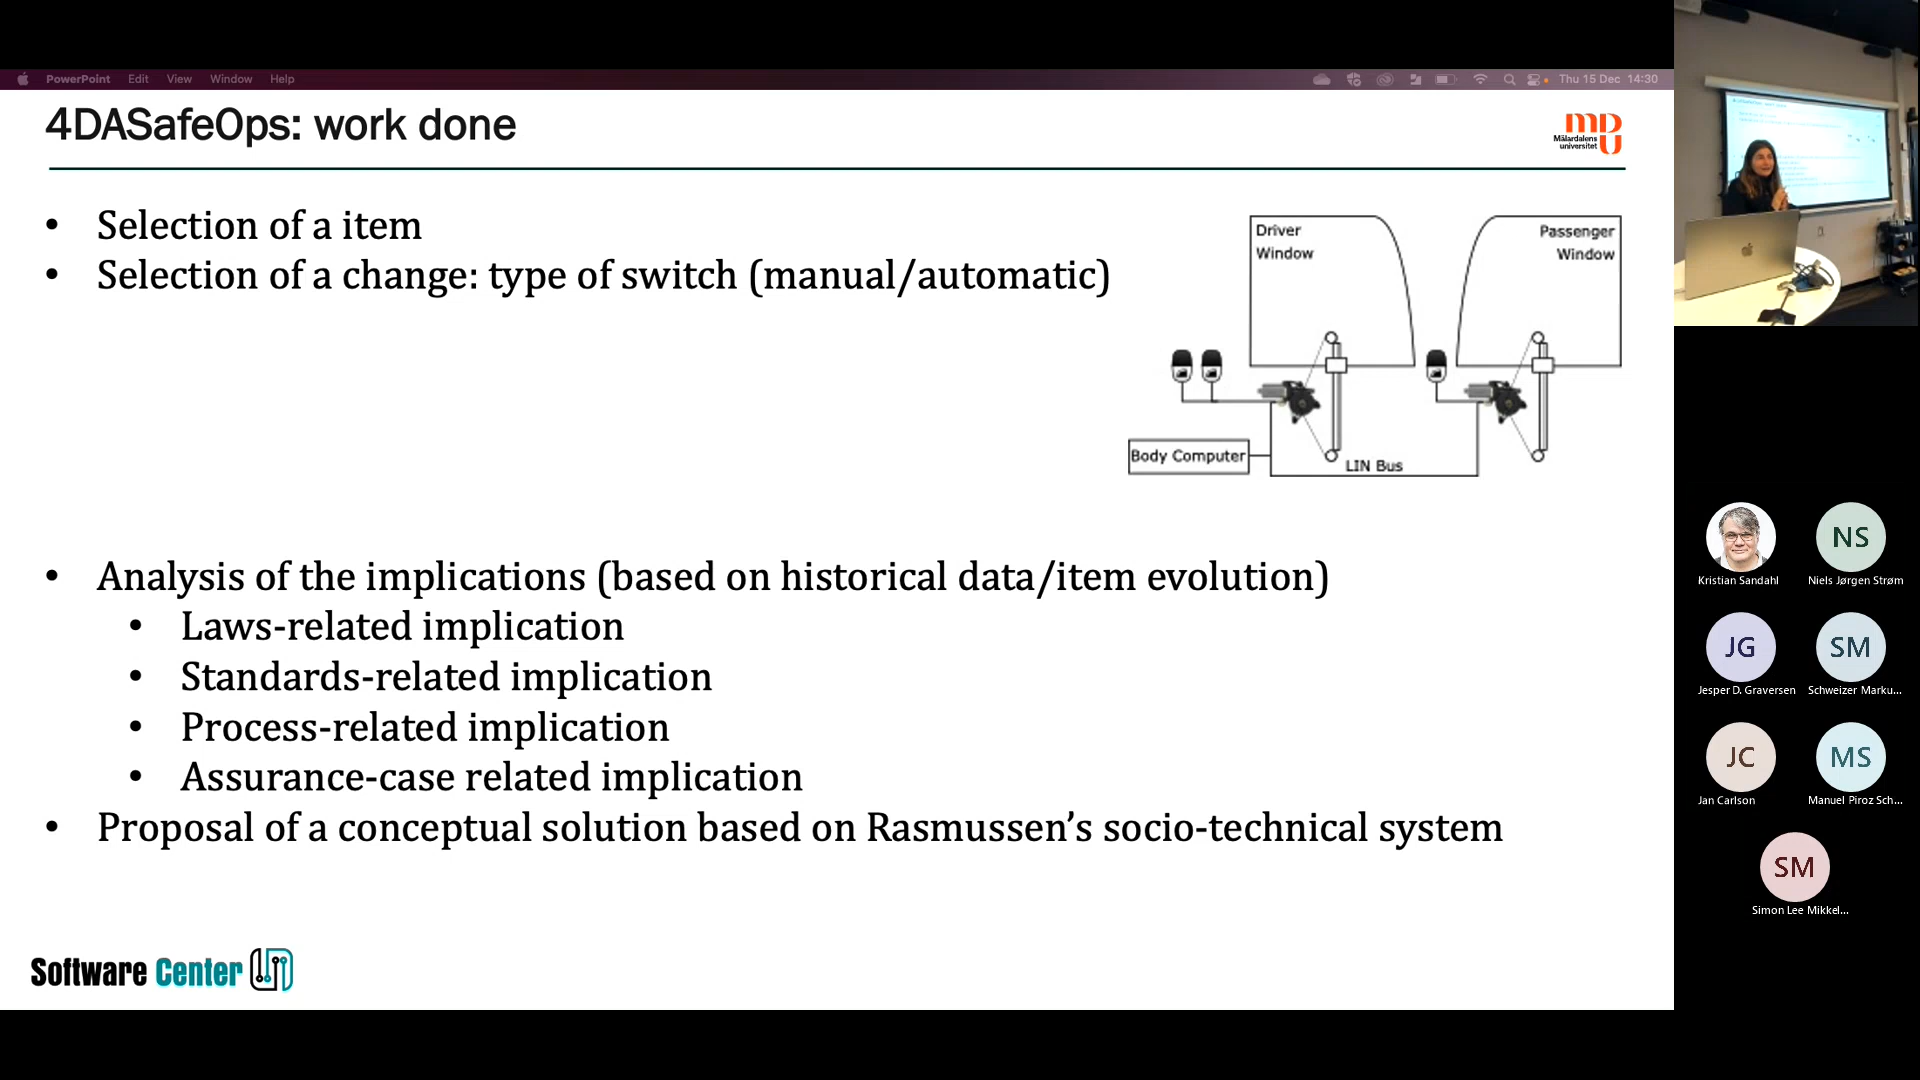 PowerPoint Edit View Window Help Thu 15 Dec 14:30
4DASafeOps: work done
MDU
Mälardalens
universitet
• Selection of a item
• Selection of a change: type of switch (manual/automatic)
Driver
Window
Passenger
Window
Body Computer
LIN Bus
• Analysis of the implications (based on historical data/item evolution)
• Laws-related implication
• Standards-related implication
• Process-related implication
• Assurance-case related implication
• Proposal of a conceptual solution based on Rasmussen’s socio-technical system
Software Center
NS
Kristian Sandahl
Niels Jørgen Strøm
JG
SM
Jesper D. Graversen
Schweizer Marku...
JC
MS
Jan Carlson
Manuel Piroz Sch...
SM
Simon Lee Mikkel...